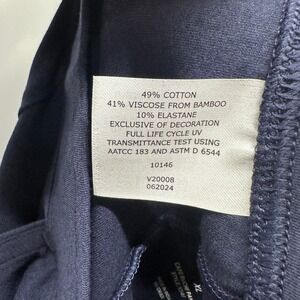 49% COTTON
41% VISCOSE FROM BAMBOO
10% ELASTANE
EXCLUSIVE OF DECORATION
FULL LIFE CYCLE UV
TRANSMITTANCE TEST USING
AATCC 183 AND ASTM D 6544
10146
V20008
062024
XL